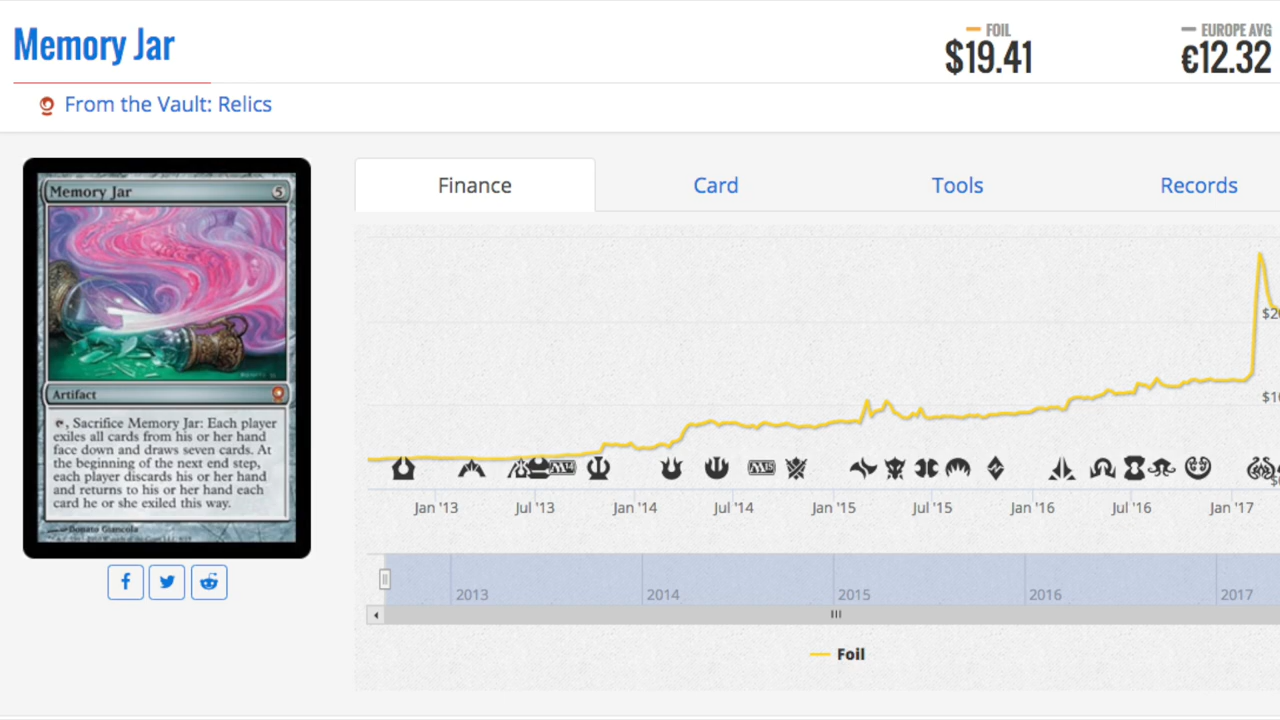 Memory Jar
FOIL
$19.41
EUROPE AVG
€12.32
From the Vault: Relics
Memory Jar 5
Artifact
, Sacrifice Memory Jar: Each player
exiles all cards from his or her hand
face down and draws seven cards. At
the beginning of the next end step,
each player discards his or her hand
and returns to his or her hand each
card he or she exiled this way.
Donato Giancola
Finance
Card
Tools
Records
$20
$10
M14
M15
Jan '13
Jul '13
Jan '14
Jul '14
Jan '15
Jul '15
Jan '16
Jul '16
Jan '17
2013
2014
2015
2016
2017
Foil